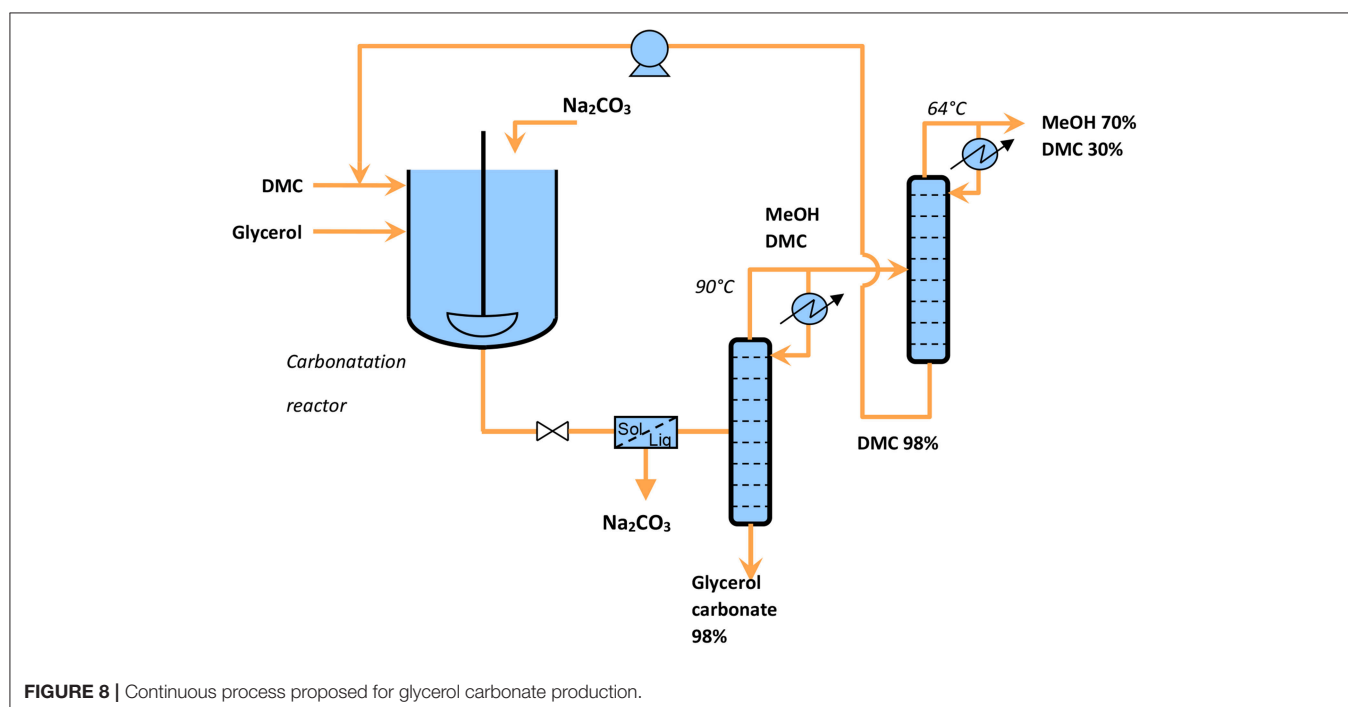 Na₂CO₃
64°C
MeOH 70%
DMC 30%
DMC
Glycerol
MeOH
DMC
90°C
Carbonatation
reactor
Sol
Liq
DMC 98%
Na₂CO₃
Glycerol
carbonate
98%
FIGURE 8 | Continuous process proposed for glycerol carbonate production.